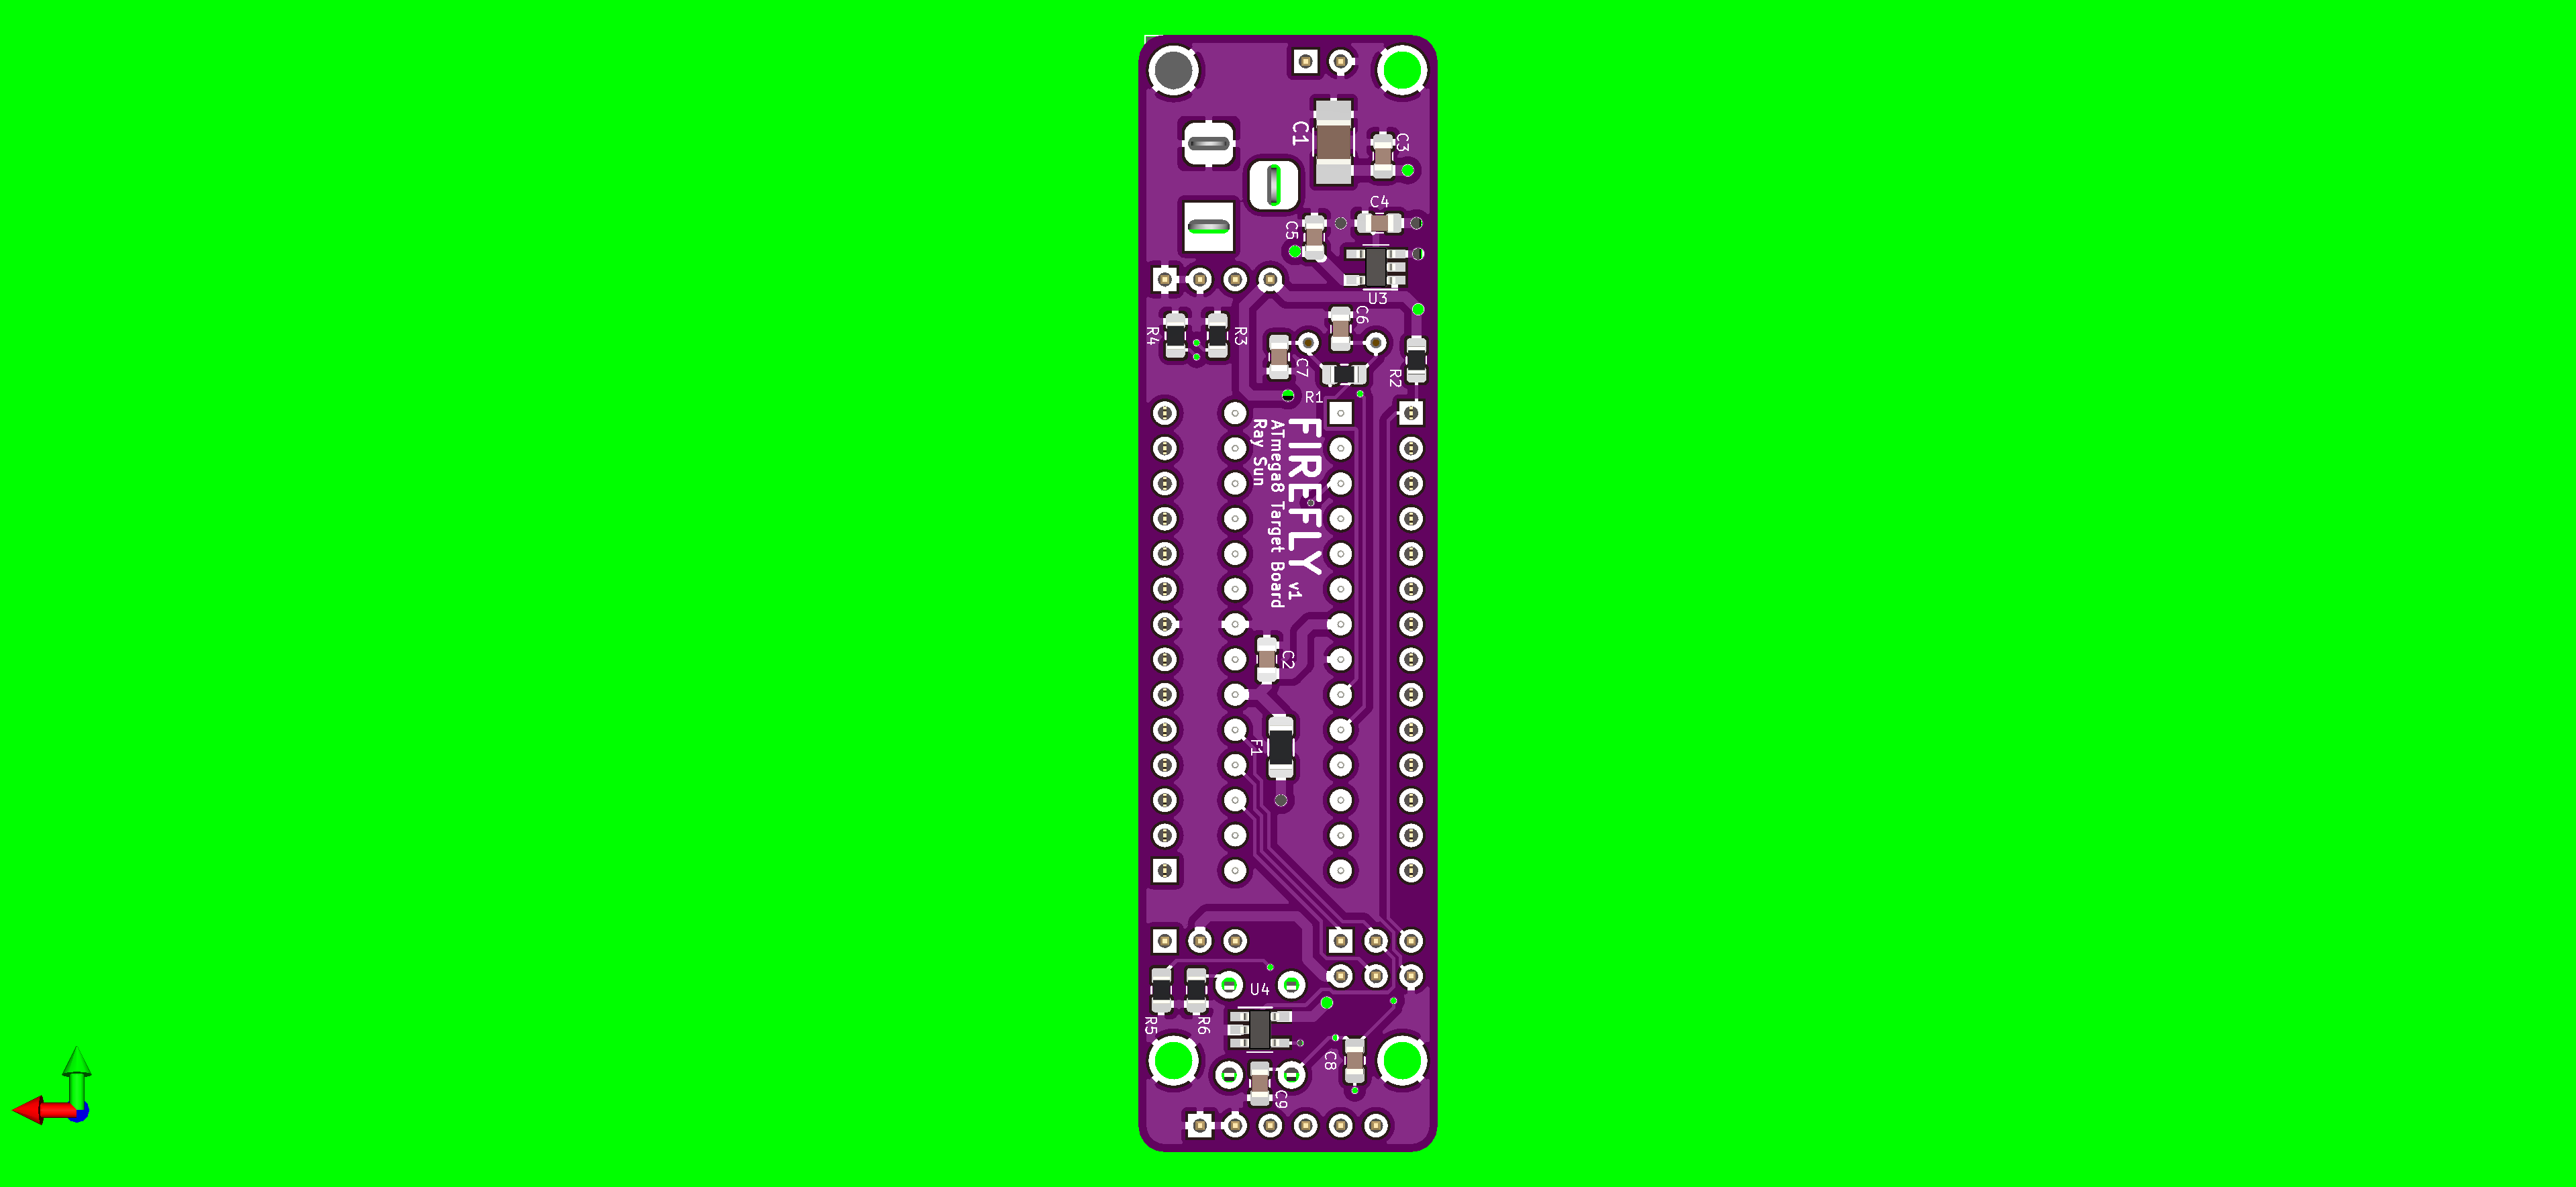 C1
C3
C4
C5
U3
C6
R4
R3
C7
R2
R1
FIREFLY v1
ATmega8 Target Board
Ray Sun
C2
F1
U4
R5
R6
C8
C9